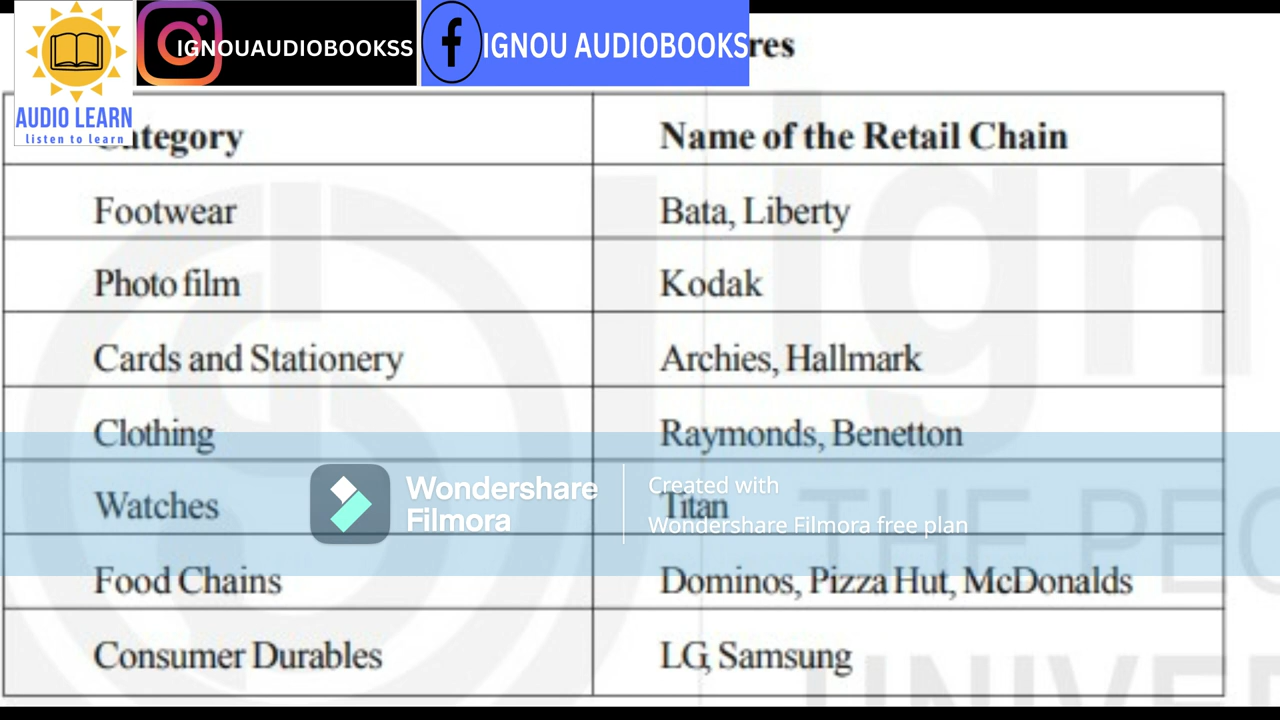 IGNOUAUDIOBOOKSS
IGNOU AUDIOBOOKS
AUDIO LEARN
listen to learn
Category Name of the Retail Chain
Footwear Bata, Liberty
Photo film Kodak
Cards and Stationery Archies, Hallmark
Clothing Raymonds, Benetton
Watches Titan
Wondershare
Filmora
Created with
Wondershare Filmora free plan
Food Chains Dominos, Pizza Hut, McDonalds
Consumer Durables LG, Samsung